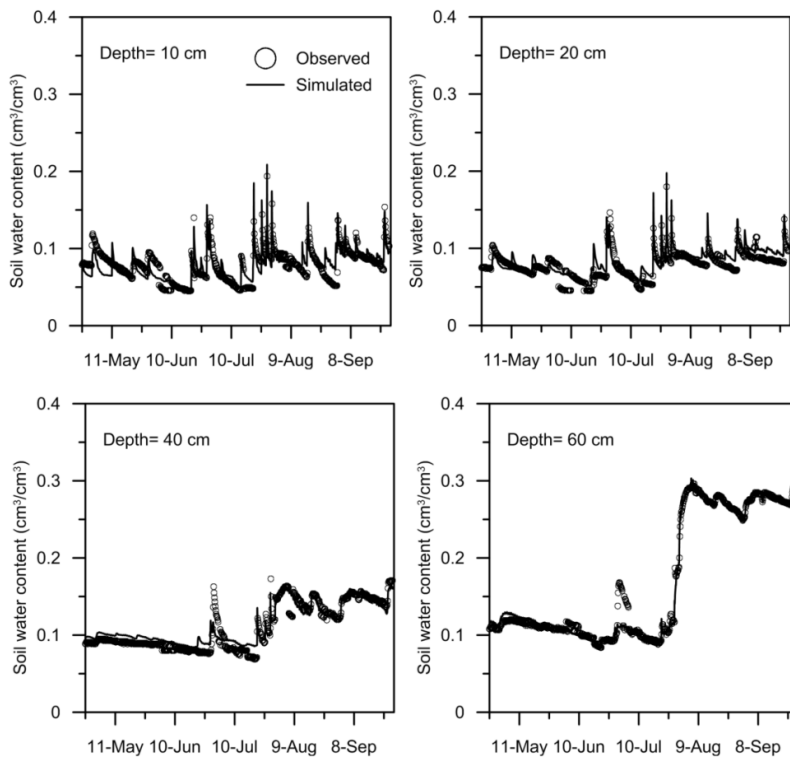 Depth= 10 cm
Observed
Simulated
Soil water content (cm³/cm³)
0.4
0.3
0.2
0.1
0
11-May 10-Jun 10-Jul 9-Aug 8-Sep
Depth= 20 cm
Soil water content (cm³/cm³)
0.4
0.3
0.2
0.1
0
11-May 10-Jun 10-Jul 9-Aug 8-Sep
Depth= 40 cm
Soil water content (cm³/cm³)
0.4
0.3
0.2
0.1
0
11-May 10-Jun 10-Jul 9-Aug 8-Sep
Depth= 60 cm
Soil water content (cm³/cm³)
0.4
0.3
0.2
0.1
0
11-May 10-Jun 10-Jul 9-Aug 8-Sep